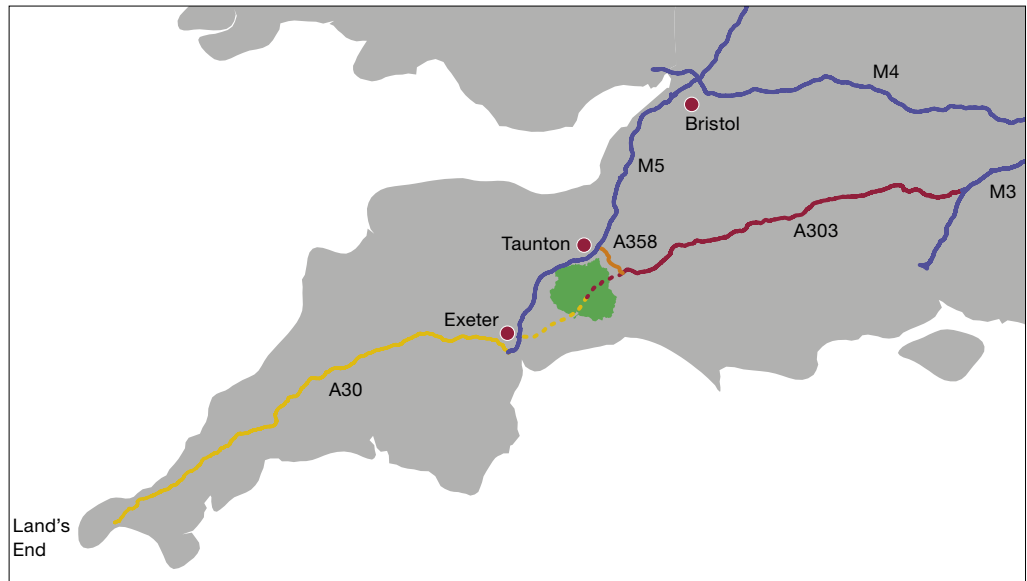 M4
Bristol
M5
M3
A303
Taunton
A358
Exeter
A30
Land's
End